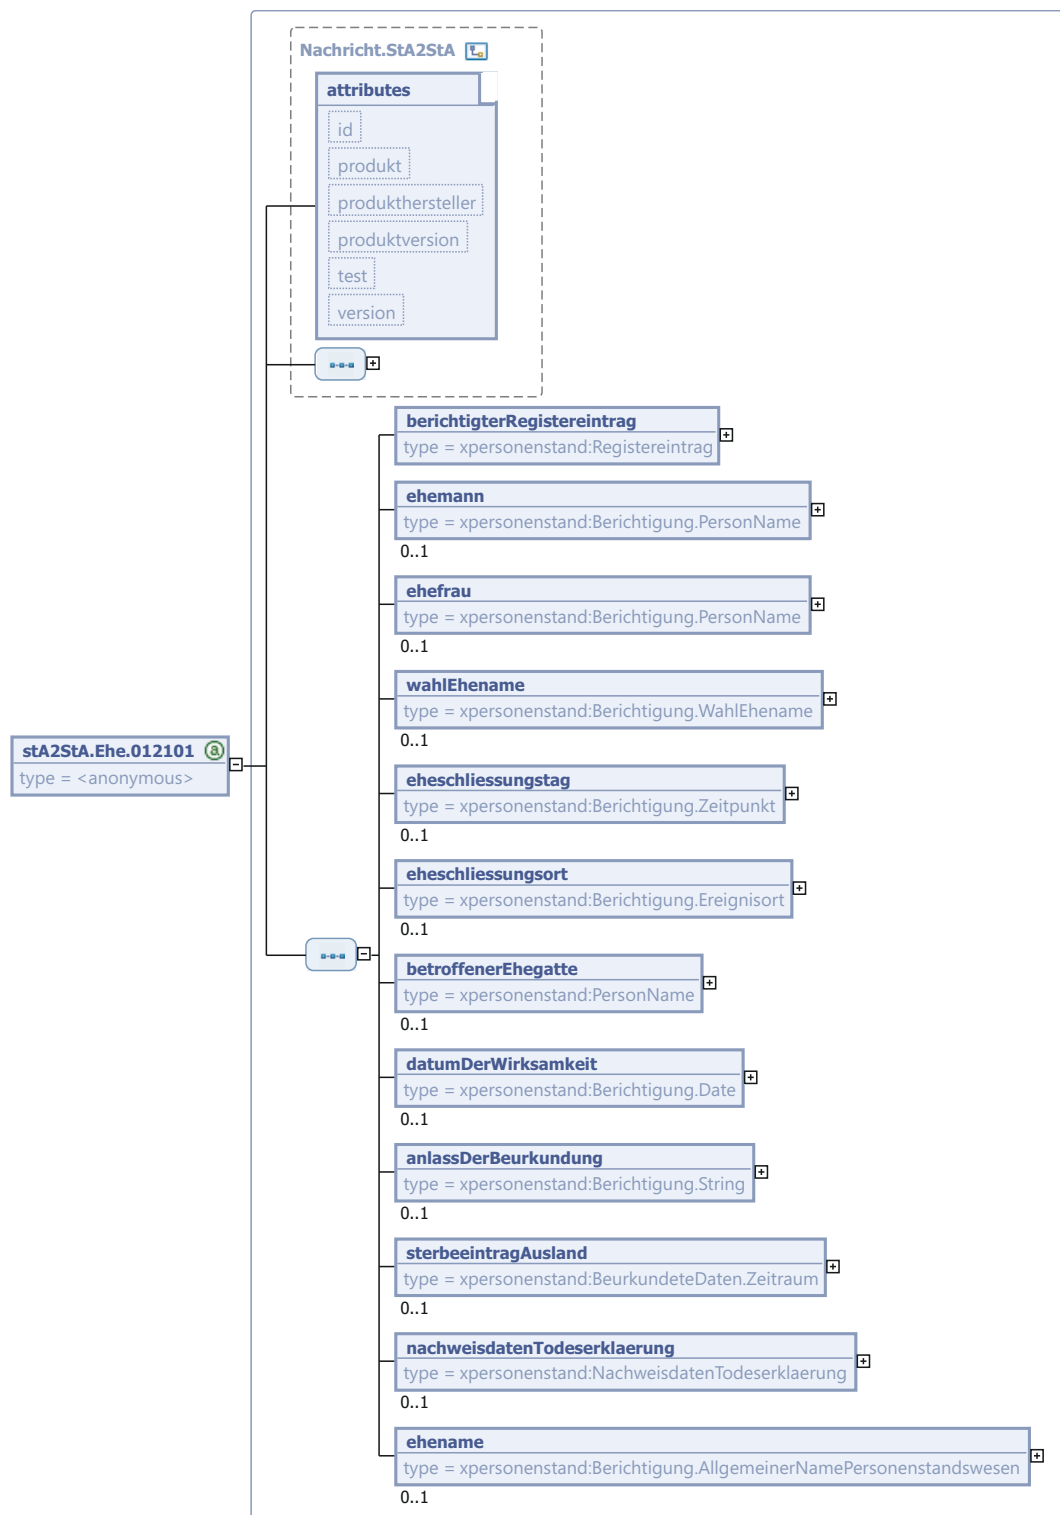 Nachricht.StA2StA
attributes
id
produkt
produkthersteller
produktversion
test
version
berichtigterRegistereintrag
type = xpersonenstand:Registereintrag
ehemann
type = xpersonenstand:Berichtigung.PersonName
0..1
ehefrau
type = xpersonenstand:Berichtigung.PersonName
0..1
wahlEhename
type = xpersonenstand:Berichtigung.WahlEhename
0..1
stA2StA.Ehe.012101
type = <anonymous>
eheschliessungstag
type = xpersonenstand:Berichtigung.Zeitpunkt
0..1
eheschliessungsort
type = xpersonenstand:Berichtigung.Ereignisort
0..1
betroffenerEhegatte
type = xpersonenstand:PersonName
0..1
datumDerWirksamkeit
type = xpersonenstand:Berichtigung.Date
0..1
anlassDerBeurkundung
type = xpersonenstand:Berichtigung.String
0..1
sterbeeintragAusland
type = xpersonenstand:BeurkundeteDaten.Zeitraum
0..1
nachweisdatenTodeserklaerung
type = xpersonenstand:NachweisdatenTodeserklaerung
0..1
ehename
type = xpersonenstand:Berichtigung.AllgemeinerNamePersonenstandswesen
0..1